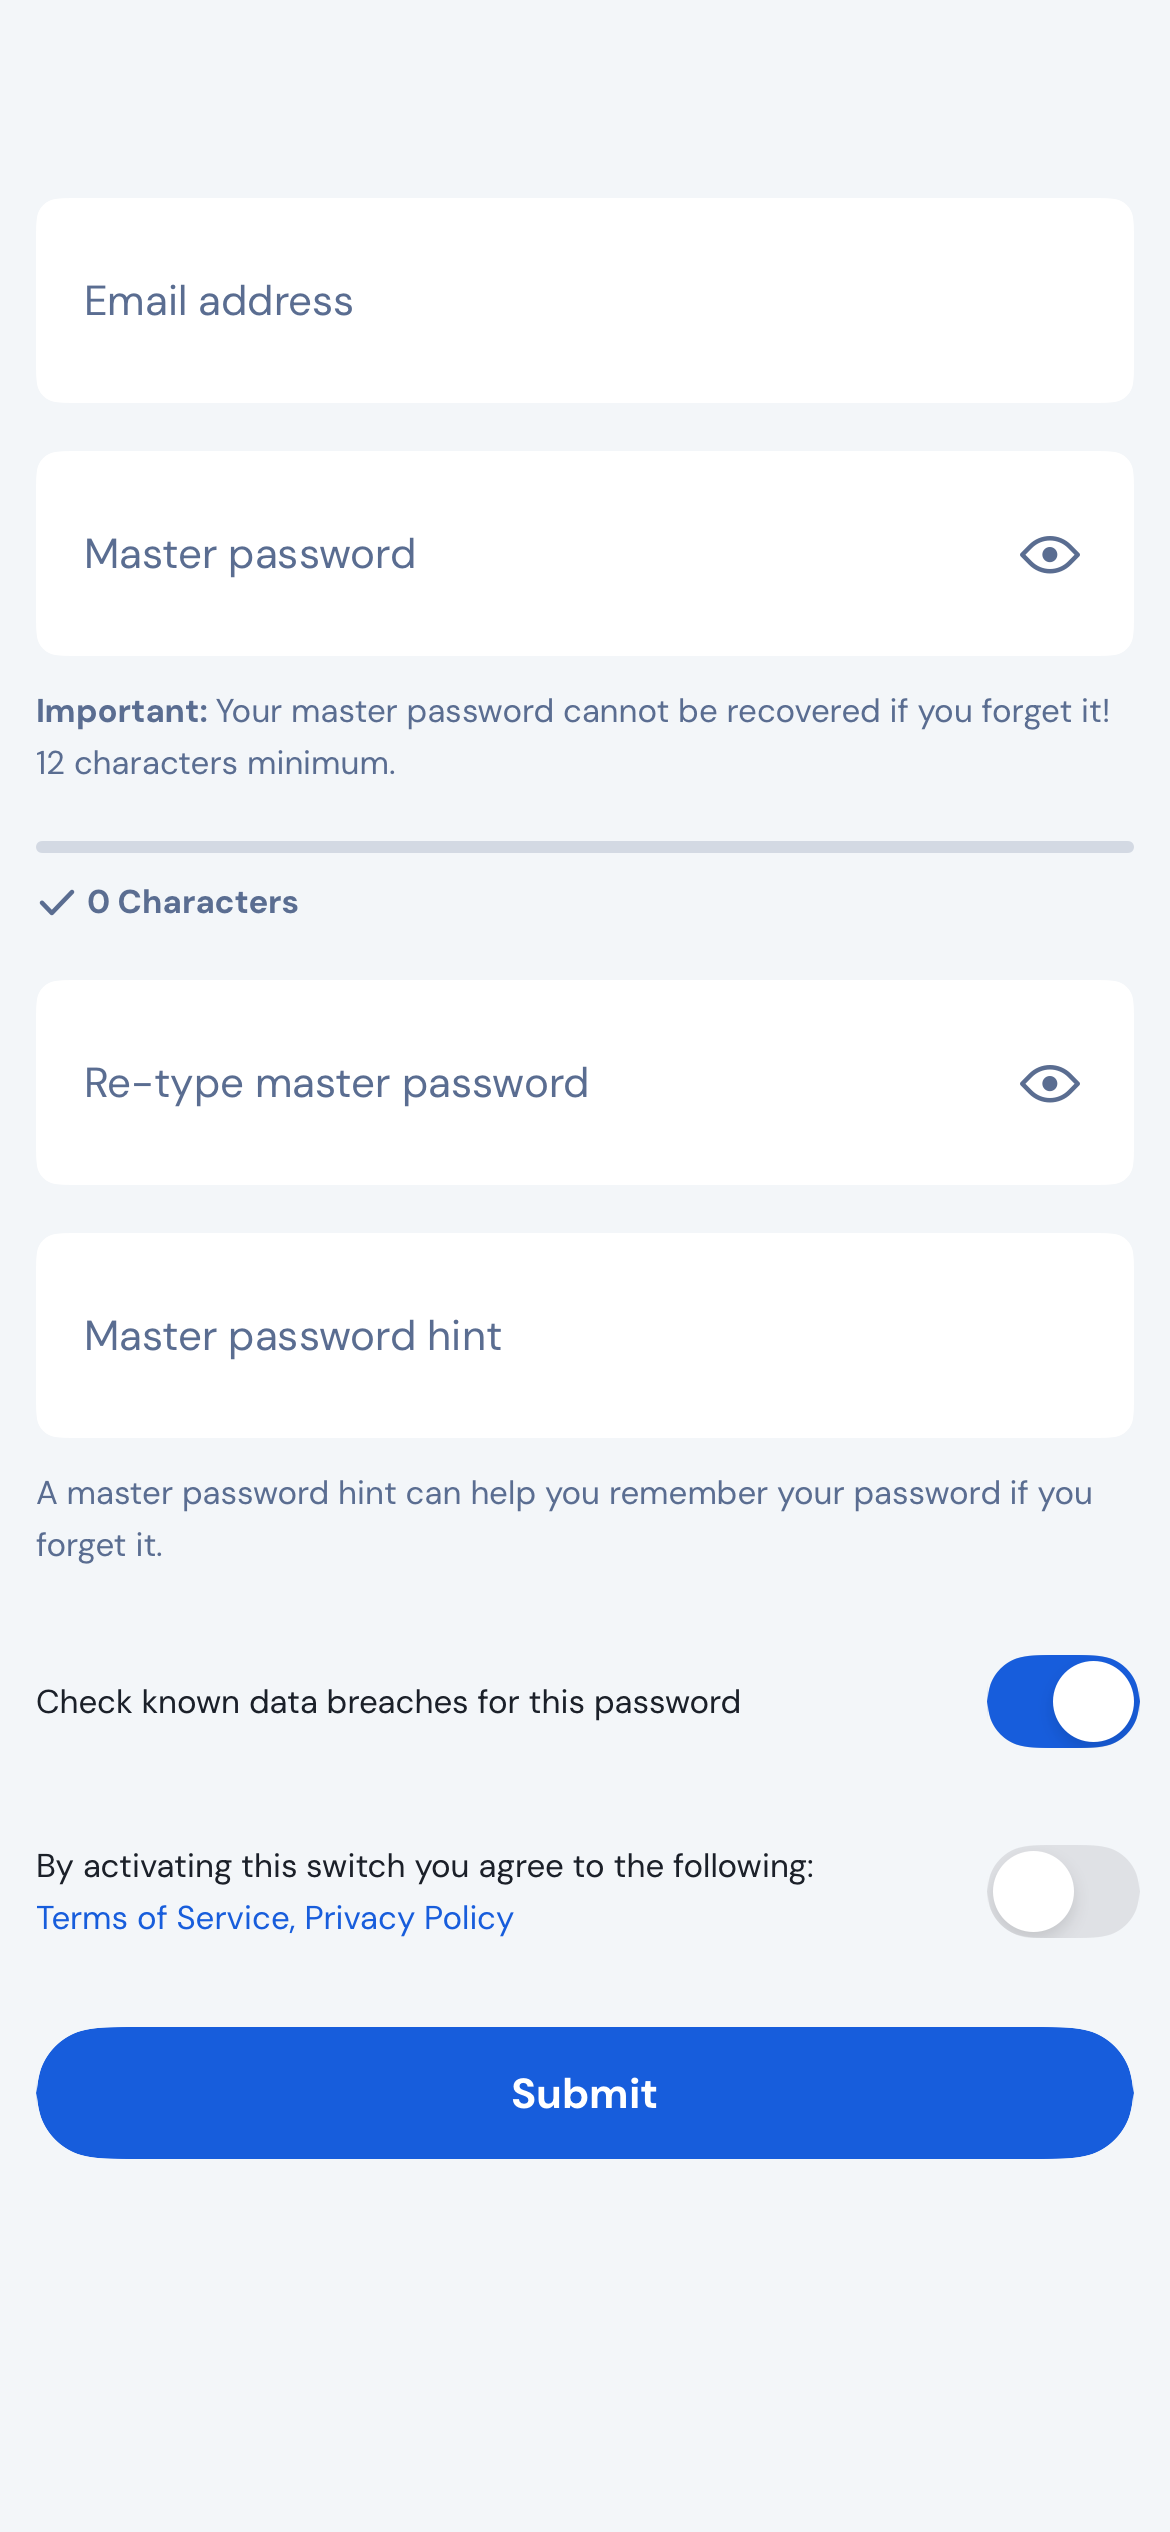 Email address
Master password
Important: Your master password cannot be recovered if you forget it!
12 characters minimum.
0 Characters
Re-type master password
Master password hint
A master password hint can help you remember your password if you
forget it.
Check known data breaches for this password
By activating this switch you agree to the following:
Terms of Service, Privacy Policy
Submit